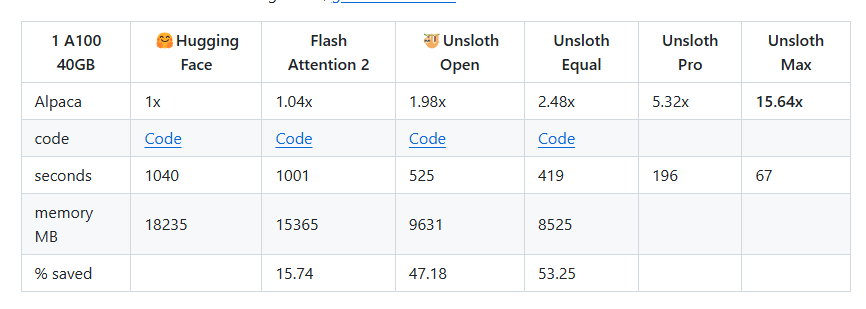 1 A100 40GB | 🤗 Hugging Face | Flash Attention 2 | 🦥 Unsloth Open | Unsloth Equal | Unsloth Pro | Unsloth Max
Alpaca | 1x | 1.04x | 1.98x | 2.48x | 5.32x | 15.64x
code | Code | Code | Code | Code | |
seconds | 1040 | 1001 | 525 | 419 | 196 | 67
memory MB | 18235 | 15365 | 9631 | 8525 | |
% saved | | 15.74 | 47.18 | 53.25 | |